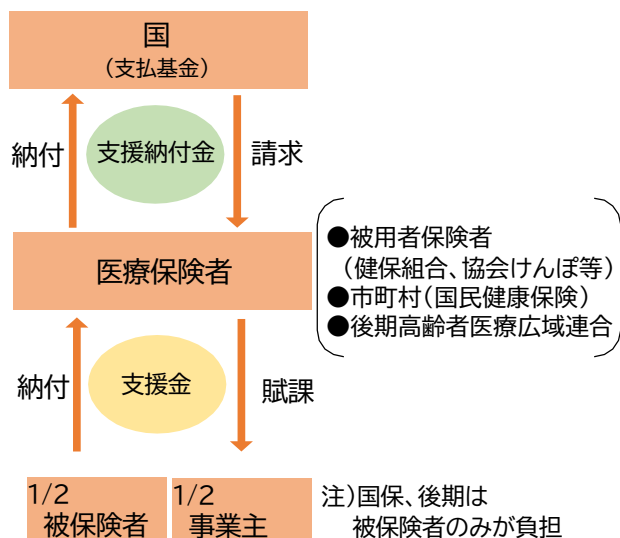 国
（支払基金）
納付
支援納付金
請求
医療保険者
●被用者保険者
（健保組合、協会けんぽ等）
●市町村（国民健康保険）
●後期高齢者医療広域連合
納付
支援金
賦課
1/2
被保険者
1/2
事業主
注）国保、後期は
被保険者のみが負担